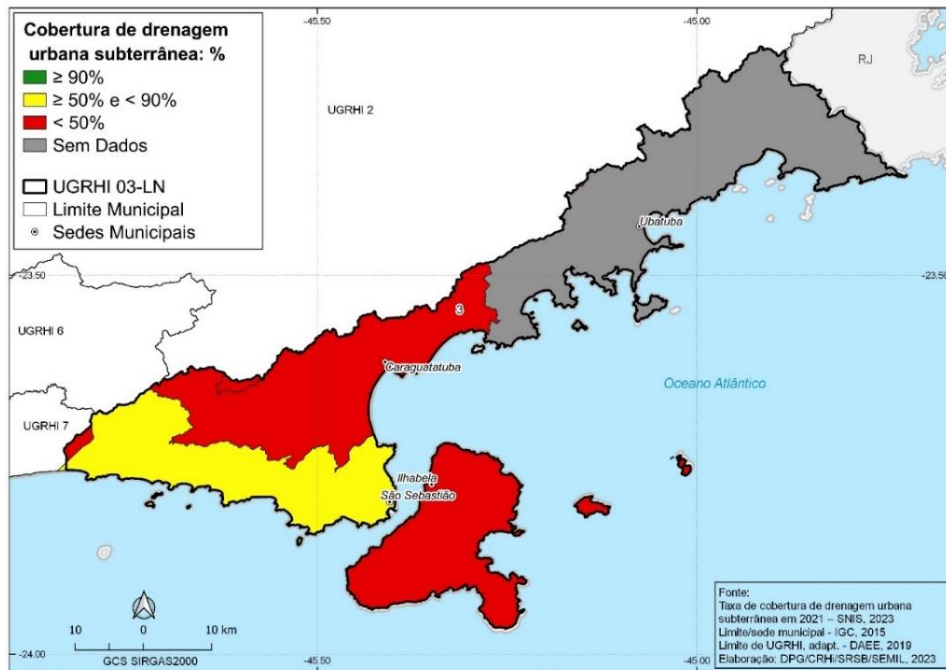 -45.50
-45.00
Cobertura de drenagem
urbana subterrânea: %
≥ 90%
≥ 50% e < 90%
< 50%
Sem Dados
UGRHI 03-LN
Limite Municipal
Sedes Municipais
RJ
UGRHI 2
Ubatuba
-23.50
-23.50
3
UGRHI 6
Caraguatatuba
Oceano Atlântico
UGRHI 7
Ilhabela
São Sebastião
10 0 10 km
GCS SIRGAS2000
-24.00
-45.50
-45.00
Fonte:
Taxa de cobertura de drenagem urbana
subterrânea em 2021 – SNIS, 2023
Limite/sede municipal - IGC, 2015
Limite de UGRHI, adapt. - DAEE, 2019
Elaboração: DPG/CRHi/SRSB/SEMIL, 2023